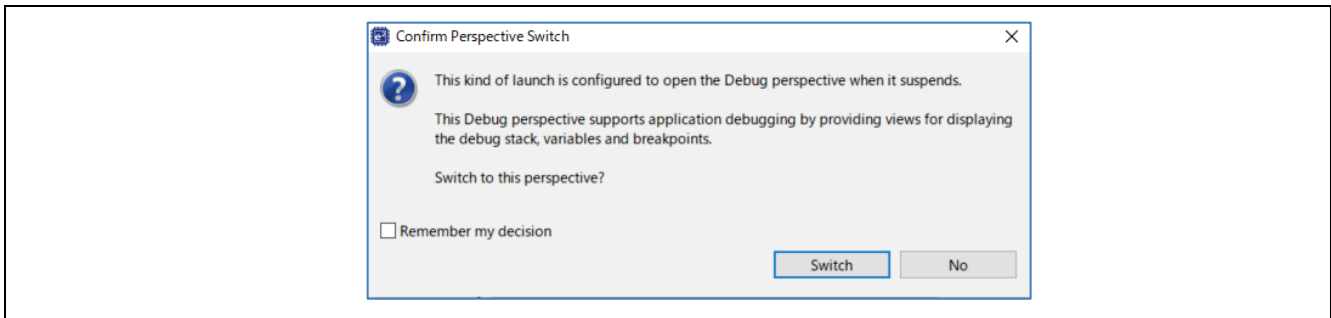 Confirm Perspective Switch
This kind of launch is configured to open the Debug perspective when it suspends.
This Debug perspective supports application debugging by providing views for displaying
the debug stack, variables and breakpoints.
Switch to this perspective?
Remember my decision
Switch No